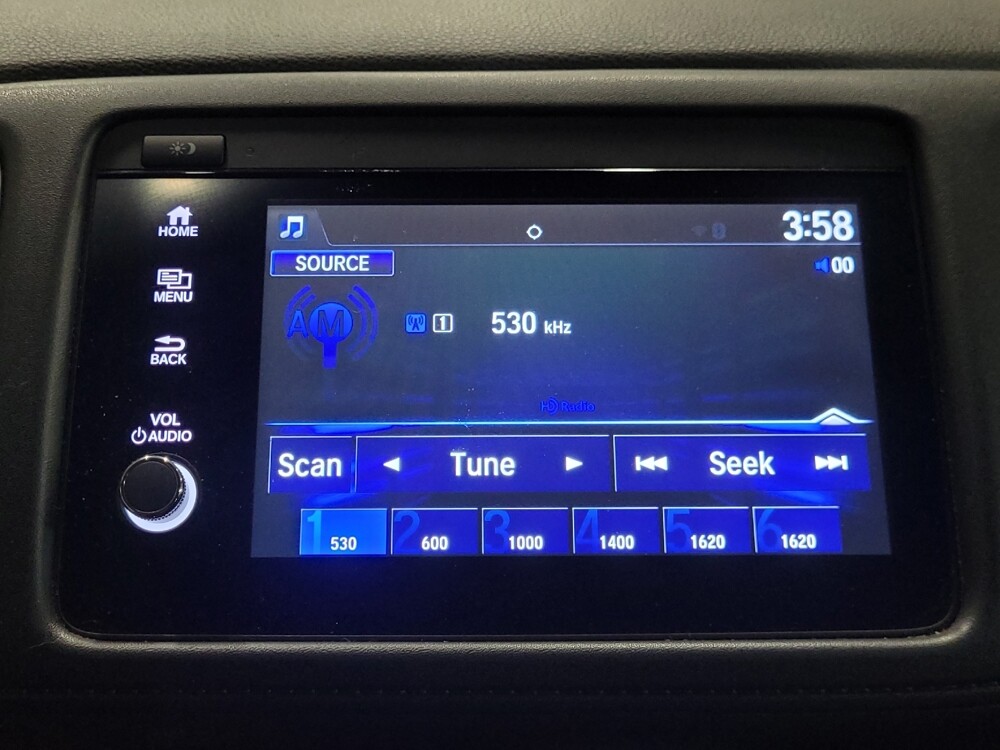 HOME
MENU
BACK
VOL
AUDIO
3:58
SOURCE
00
AM
1
530 kHz
HD Radio
Scan
Tune
Seek
1 530
2 600
3 1000
4 1400
5 1620
6 1620